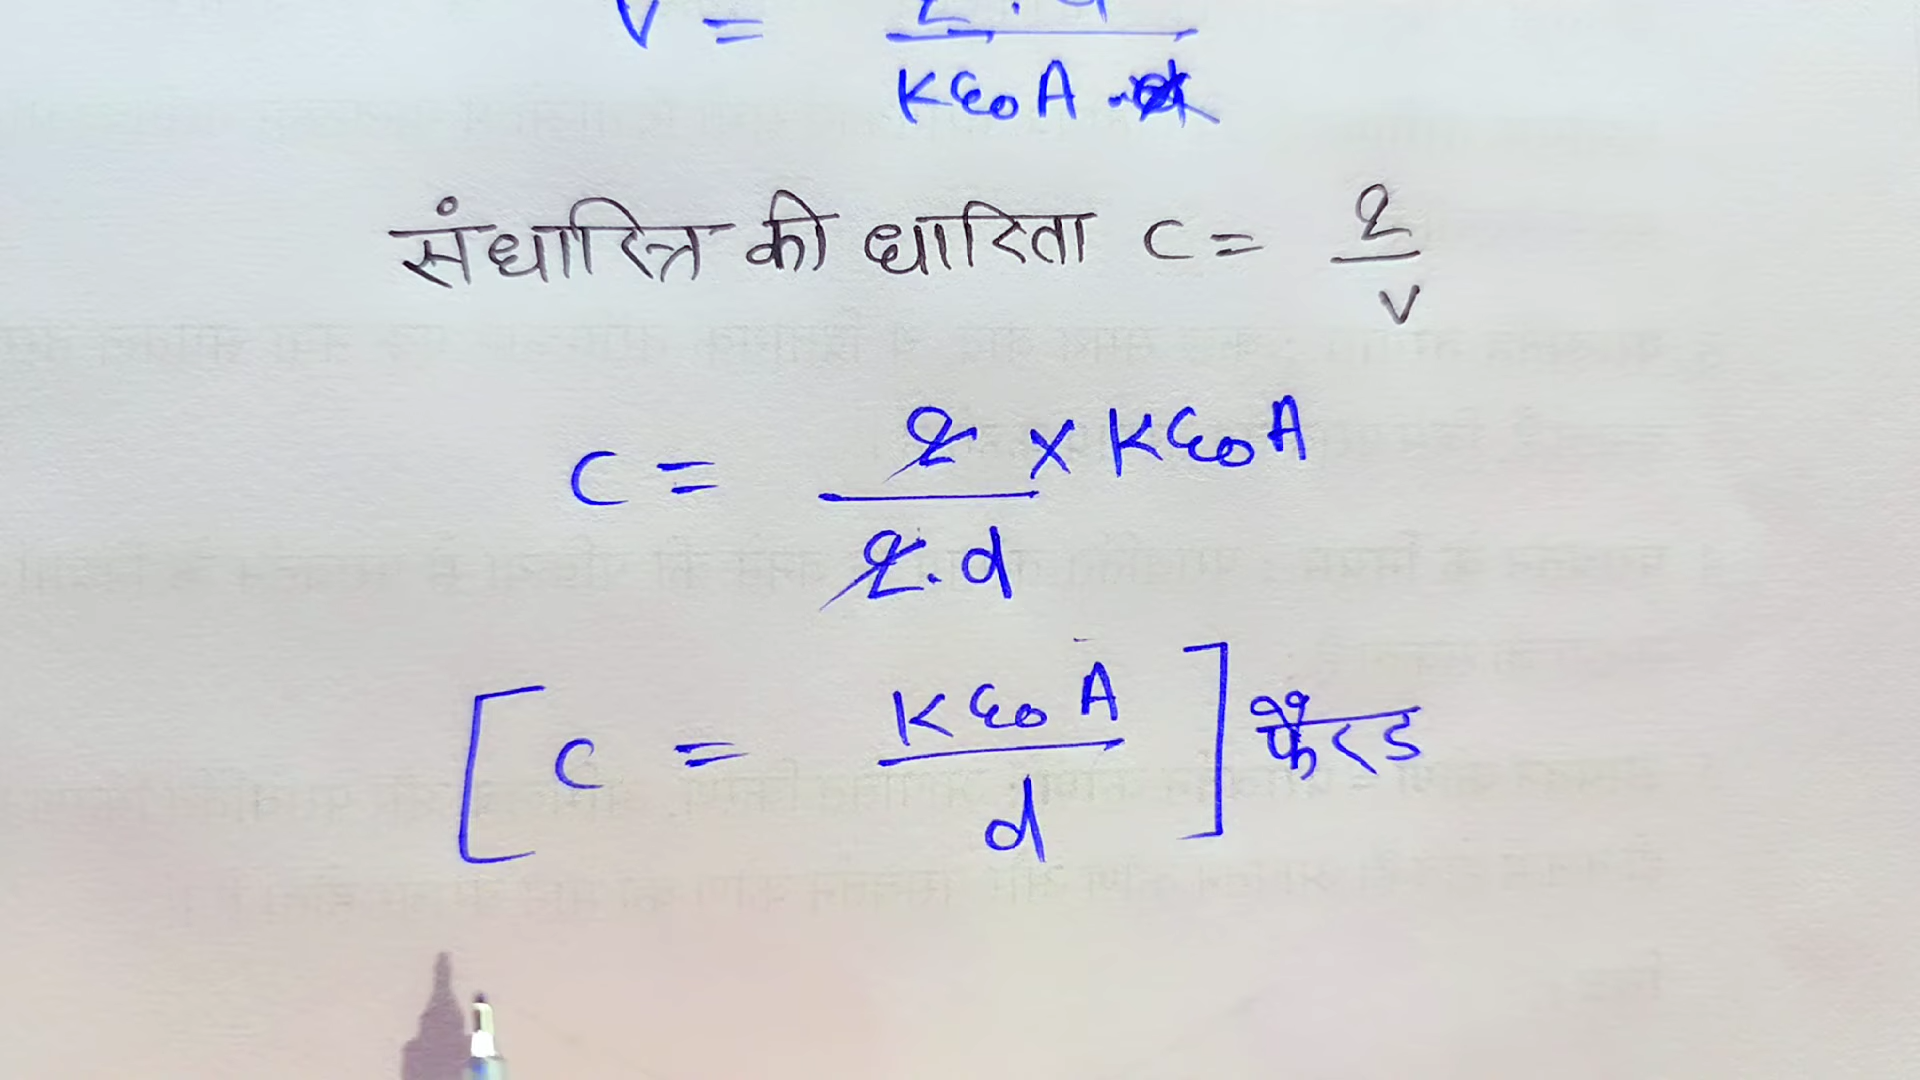 V = q . d / Kε₀A .
संधारित्र की धारिता C = q / V
C = q × Kε₀A / q . d
[ C = Kε₀A / d ] फैरड